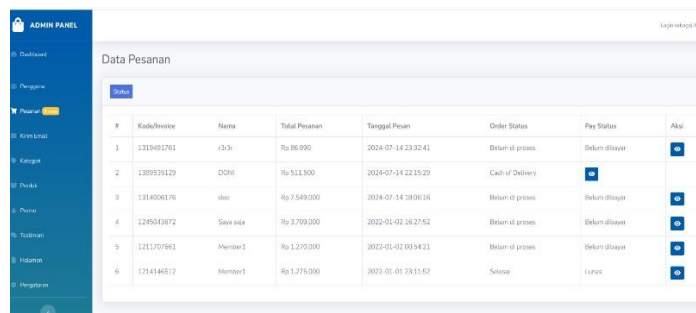 ADMIN PANEL
Login sebagai
Dashboard
Data Pesanan
Pengguna
Status
Pesanan
Kirim Email
Kategori
Produk
Promo
Testimoni
Halaman
Pengaturan
# Kode/Invoice Nama Total Pesanan Tanggal Pesan Order Status Pay Status Aksi
1 1319491761 r3r3r Rp 86.990 2024-07-14 23:32:41 Belum di proses Belum dibayar
2 1389935129 DONI Rp 511.500 2024-07-14 22:15:29 Cash of Delivery
3 1314006176 Rp 7.549.000 2024-07-14 18:06:16 Belum di proses Belum dibayar
4 1245043872 Saya saja Rp 3.709.000 2022-01-02 16:27:52 Belum di proses Belum dibayar
5 1211707661 Member1 Rp 1.270.000 2022-01-02 00:54:21 Belum di proses Belum dibayar
6 1214146512 Member1 Rp 1.275.000 2022-01-01 23:11:52 Selesai Lunas